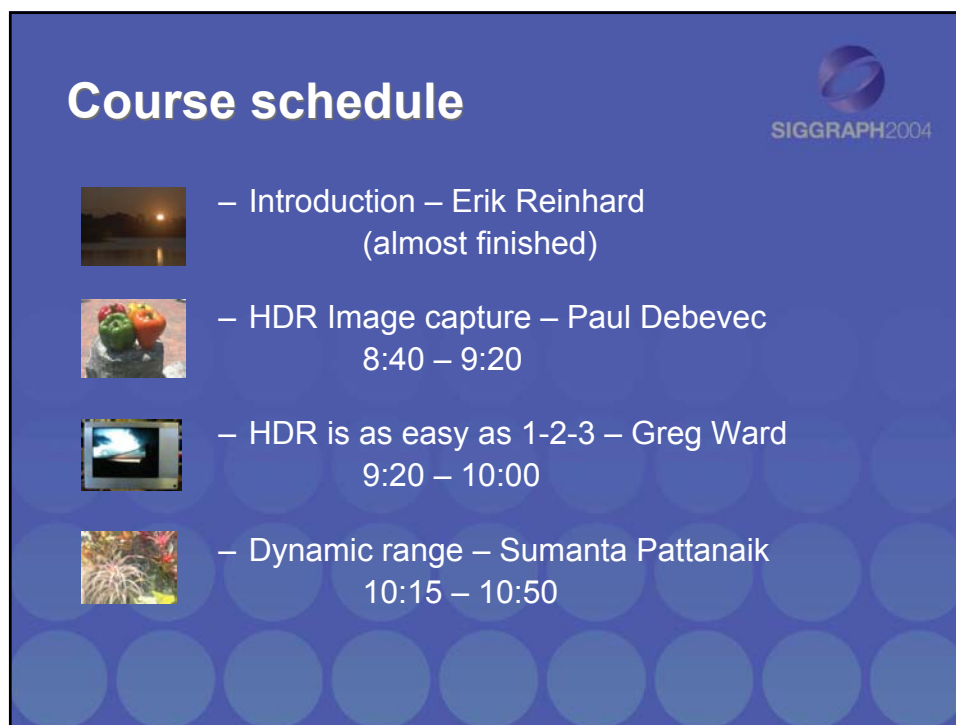 Course schedule
SIGGRAPH2004
– Introduction – Erik Reinhard
(almost finished)
– HDR Image capture – Paul Debevec
8:40 – 9:20
– HDR is as easy as 1-2-3 – Greg Ward
9:20 – 10:00
– Dynamic range – Sumanta Pattanaik
10:15 – 10:50